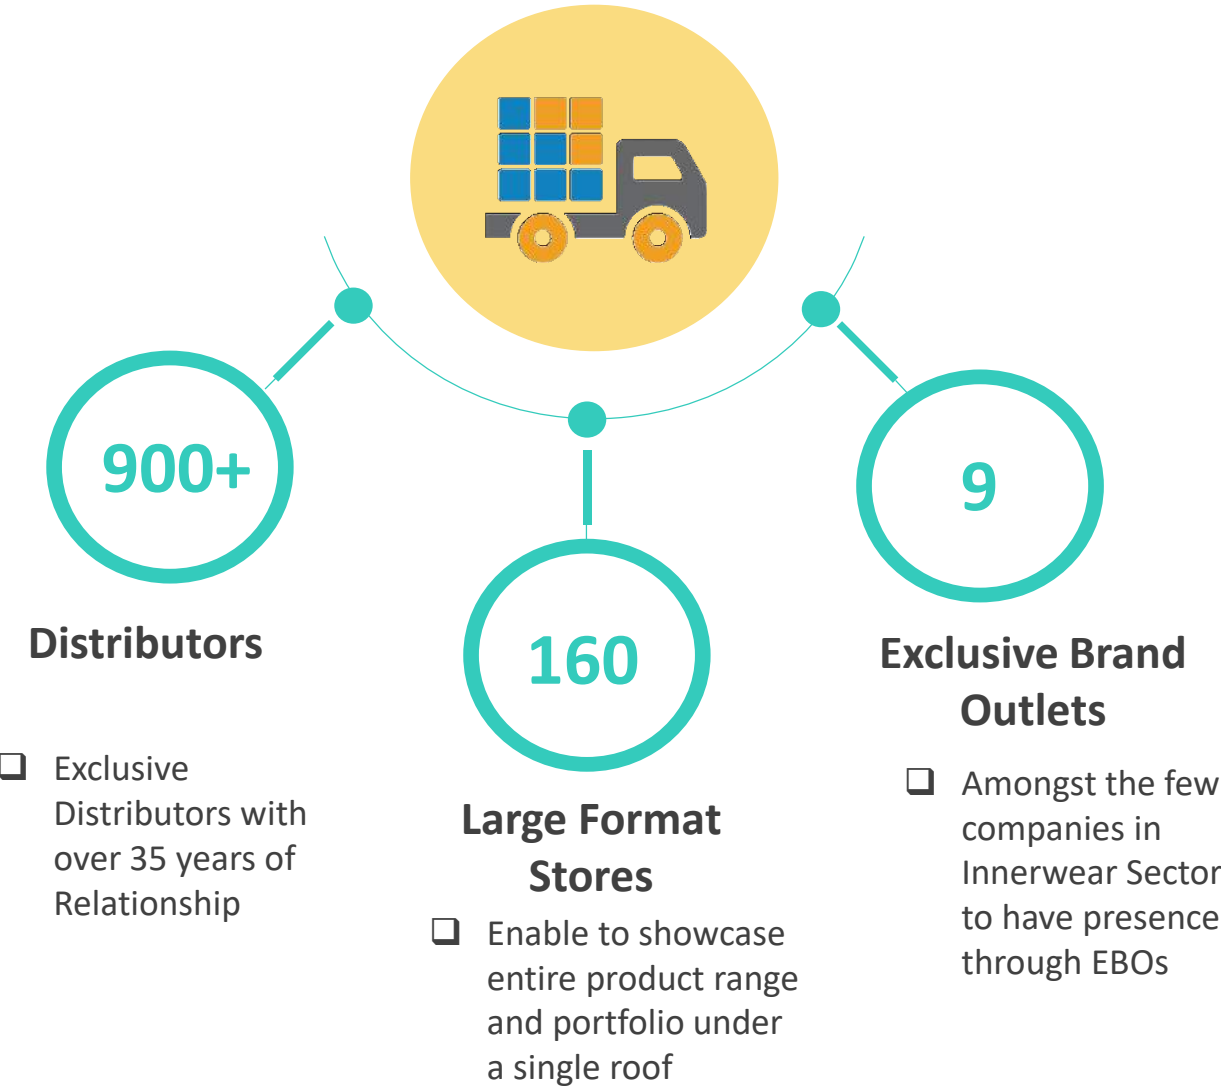 900+
Distributors
❑ Exclusive
Distributors with
over 35 years of
Relationship
160
Large Format
Stores
❑ Enable to showcase
entire product range
and portfolio under
a single roof
9
Exclusive Brand
Outlets
❑ Amongst the few
companies in
Innerwear Sector
to have presence
through EBOs